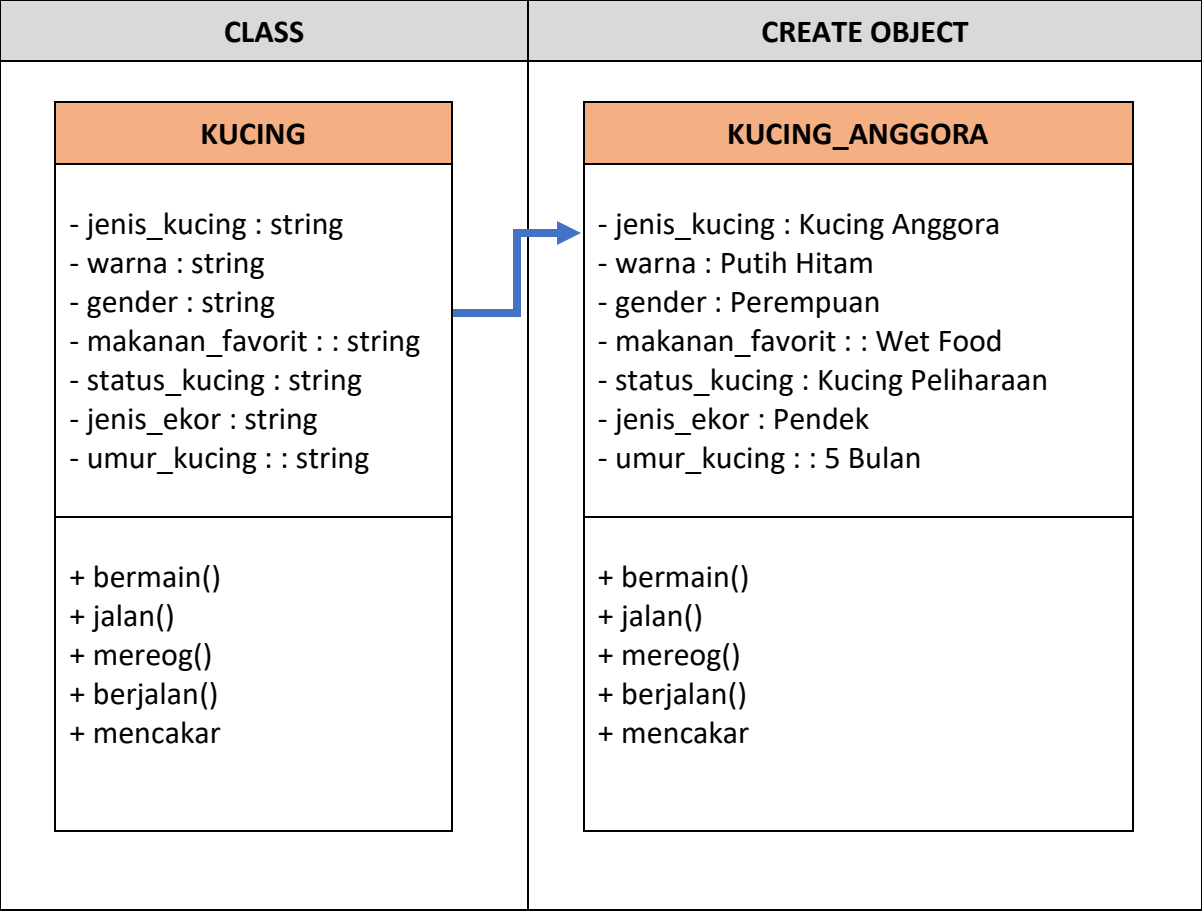 CLASS
CREATE OBJECT
KUCING
- jenis_kucing : string
- warna : string
- gender : string
- makanan_favorit : : string
- status_kucing : string
- jenis_ekor : string
- umur_kucing : : string
+ bermain()
+ jalan()
+ mereog()
+ berjalan()
+ mencakar
KUCING_ANGGORA
- jenis_kucing : Kucing Anggora
- warna : Putih Hitam
- gender : Perempuan
- makanan_favorit : : Wet Food
- status_kucing : Kucing Peliharaan
- jenis_ekor : Pendek
- umur_kucing : : 5 Bulan
+ bermain()
+ jalan()
+ mereog()
+ berjalan()
+ mencakar